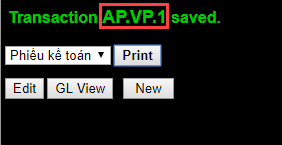 Transaction AP.VP.1 saved.
Phiếu kế toán Print
Edit GL View New